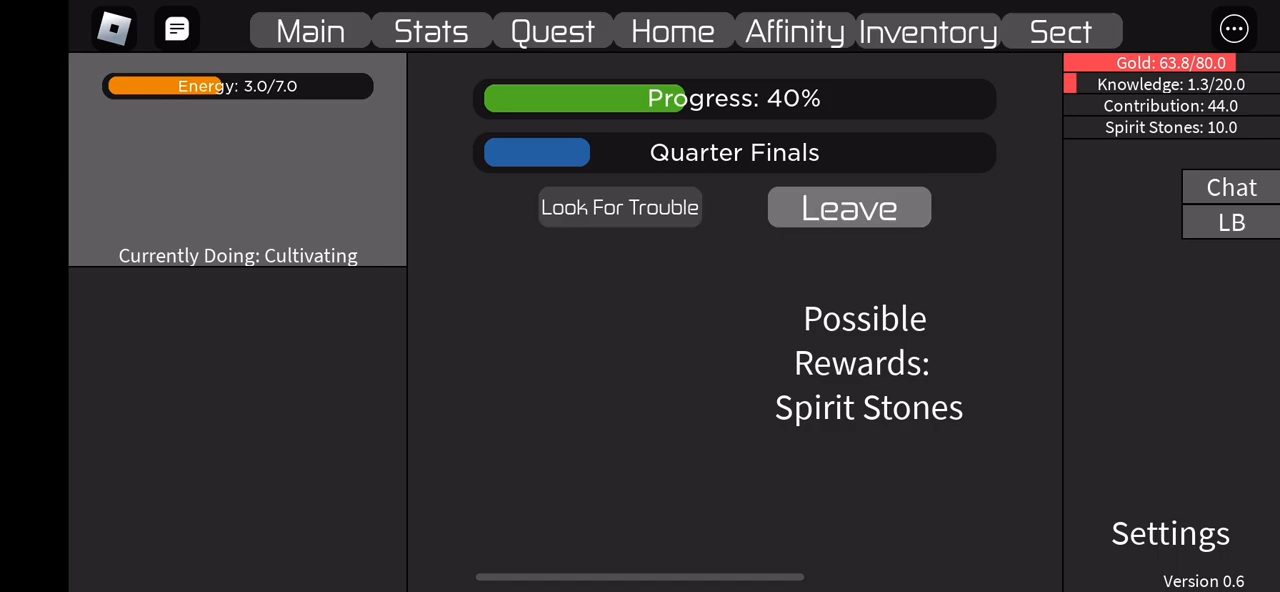 Main
Stats
Quest
Home
Affinity
Inventory
Sect
Energy: 3.0/7.0
Currently Doing: Cultivating
Progress: 40%
Quarter Finals
Look For Trouble
Leave
Possible
Rewards:
Spirit Stones
Gold: 63.8/80.0
Knowledge: 1.3/20.0
Contribution: 44.0
Spirit Stones: 10.0
Chat
LB
Settings
Version 0.6